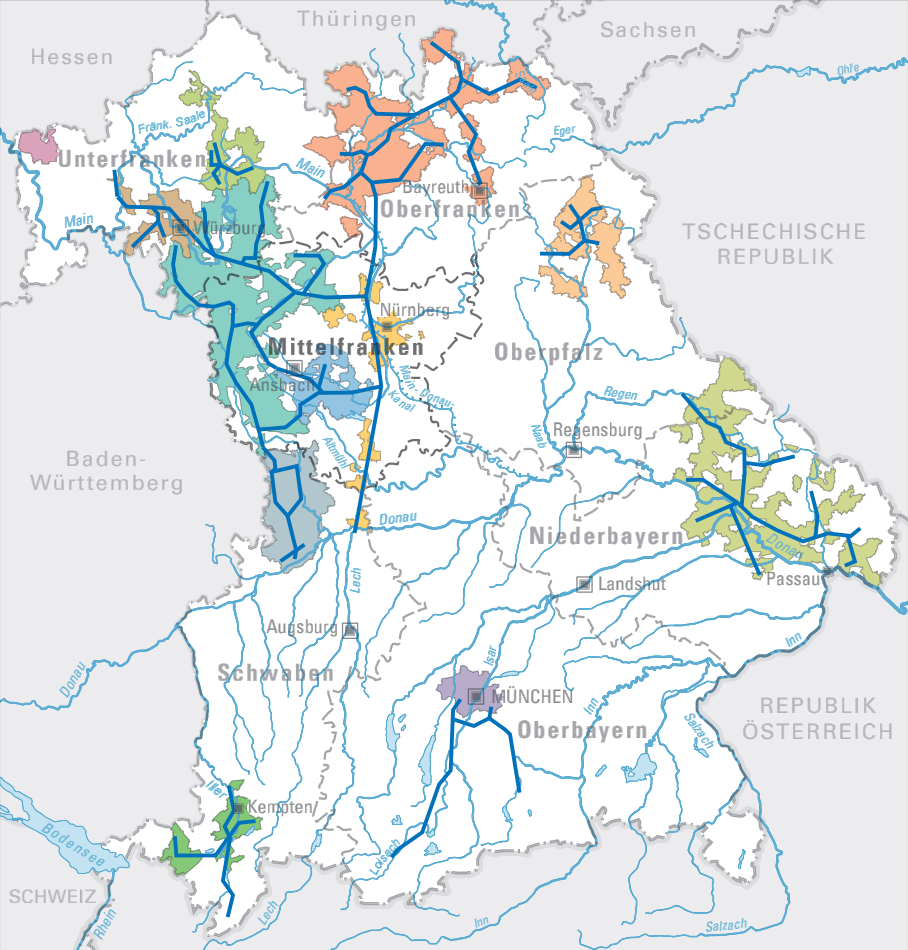 Thüringen
Sachsen
Hessen
Ohře
Fränk. Saale
Eger
Unterfranken
Main
Bayreuth
Oberfranken
Main
Würzburg
TSCHECHISCHE
REPUBLIK
Nürnberg
Mittelfranken
Oberpfalz
Ansbach
Main-Donau-
Kanal
Regen
Regensburg
Naab
Altmühl
Baden-
Württemberg
Donau
Niederbayern
Donau
Passau
Landshut
Lech
Augsburg
Inn
Isar
Donau
Schwaben
MÜNCHEN
Inn
REPUBLIK
ÖSTERREICH
Oberbayern
Salzach
Iller
Kempten/
Bodensee
Loisach
SCHWEIZ
Rhein
Lech
Inn
Salzach